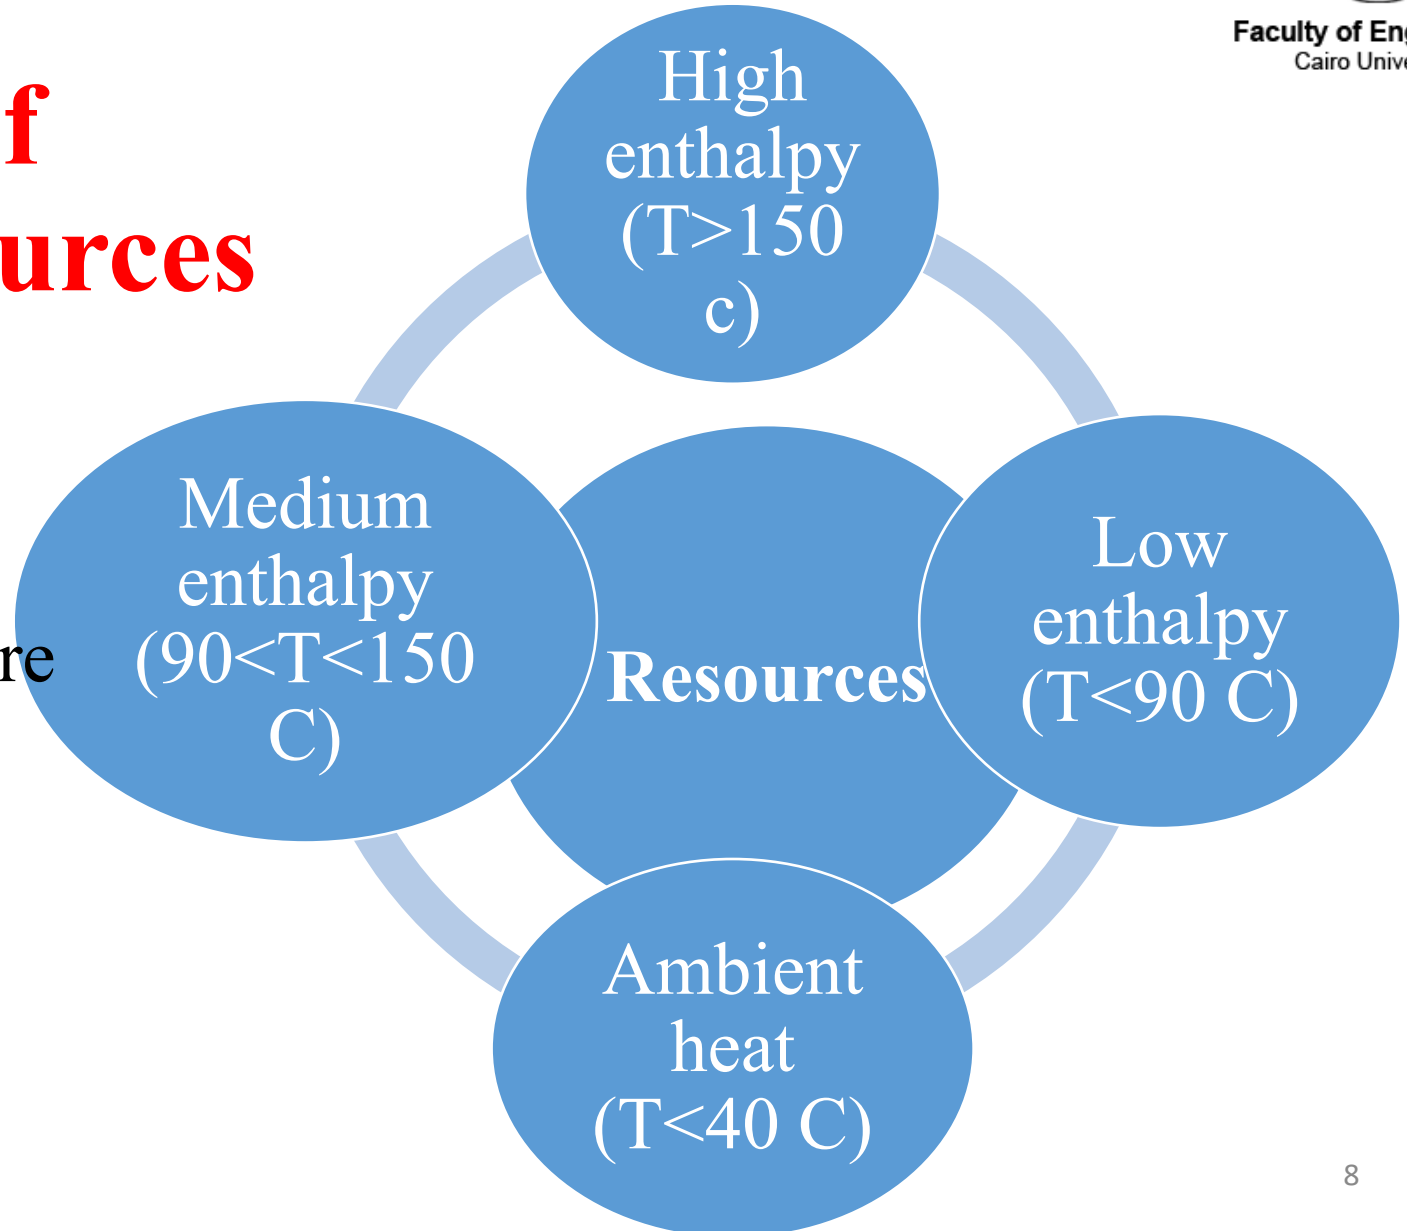 Faculty of Eng
Cairo Unive
f
urces
High
enthalpy
(T>150
c)
Medium
enthalpy
(90<T<150
C)
re
Resources
Low
enthalpy
(T<90 C)
Ambient
heat
(T<40 C)
8